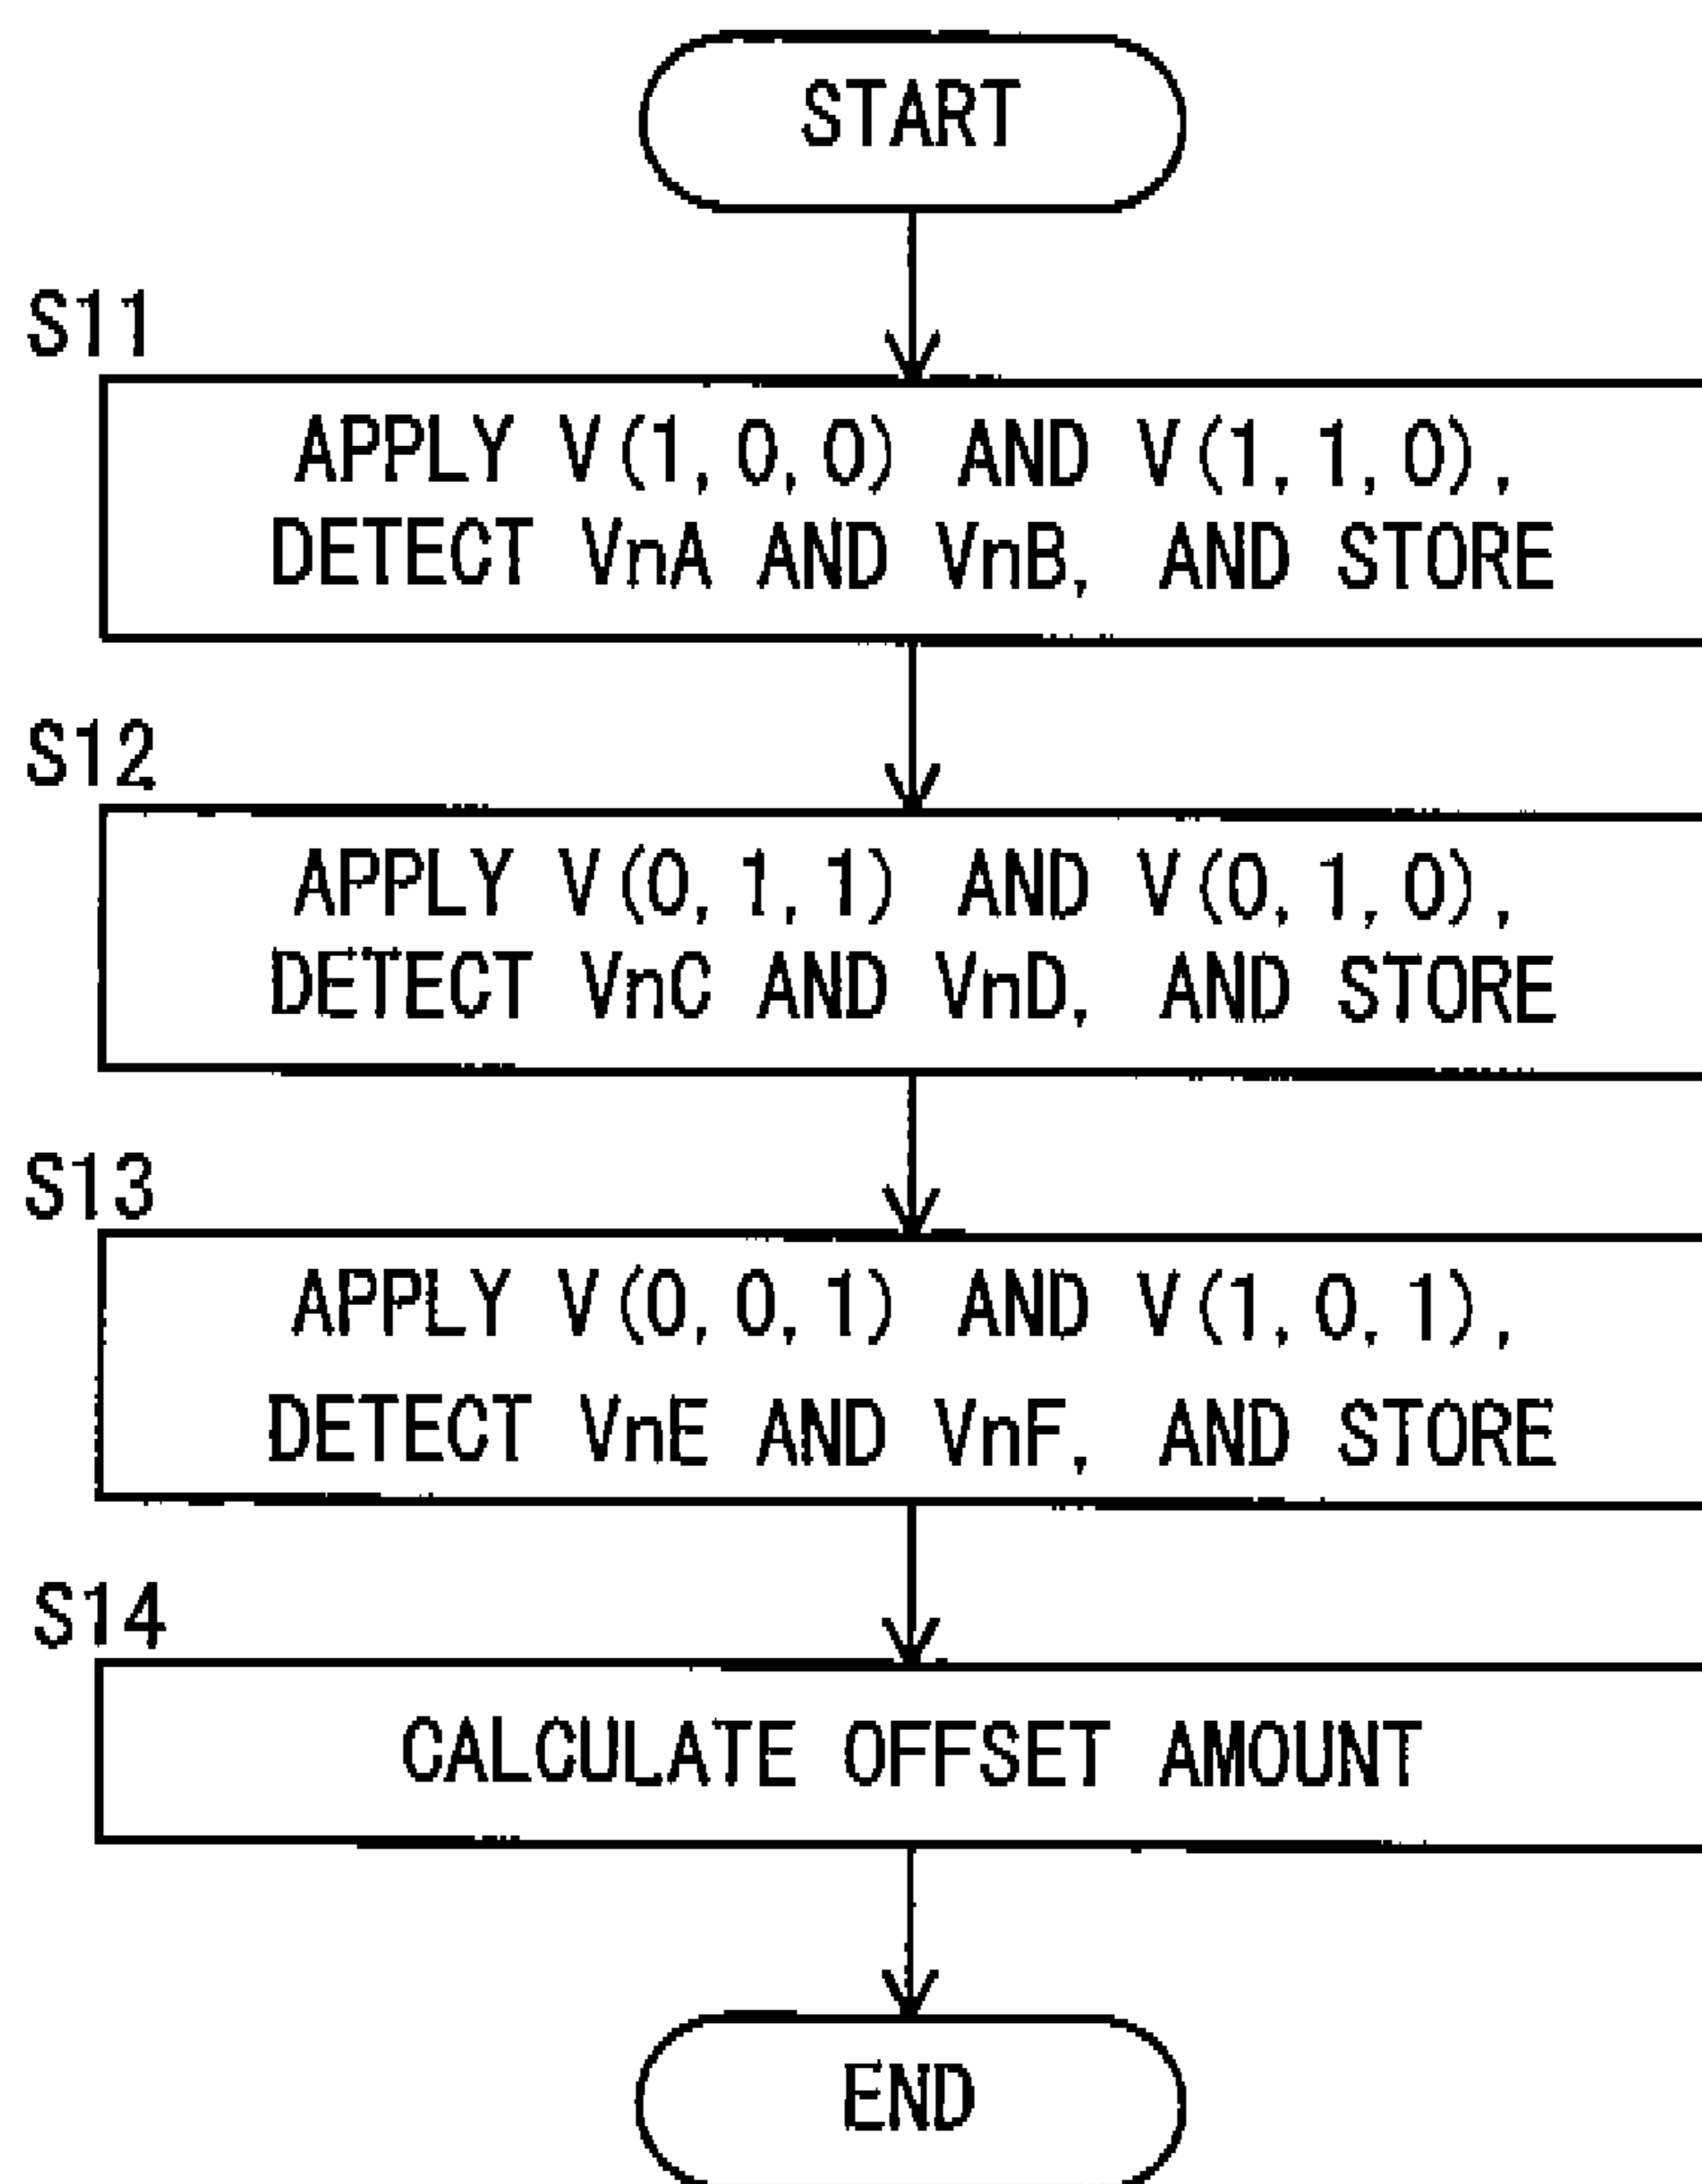 START
S11
APPLY V(1,0,0) AND V(1,1,0),
DETECT VnA AND VnB, AND STORE
S12
APPLY V(0,1,1) AND V(0,1,0),
DETECT VnC AND VnD, AND STORE
S13
APPLY V(0,0,1) AND V(1,0,1),
DETECT VnE AND VnF, AND STORE
S14
CALCULATE OFFSET AMOUNT
END